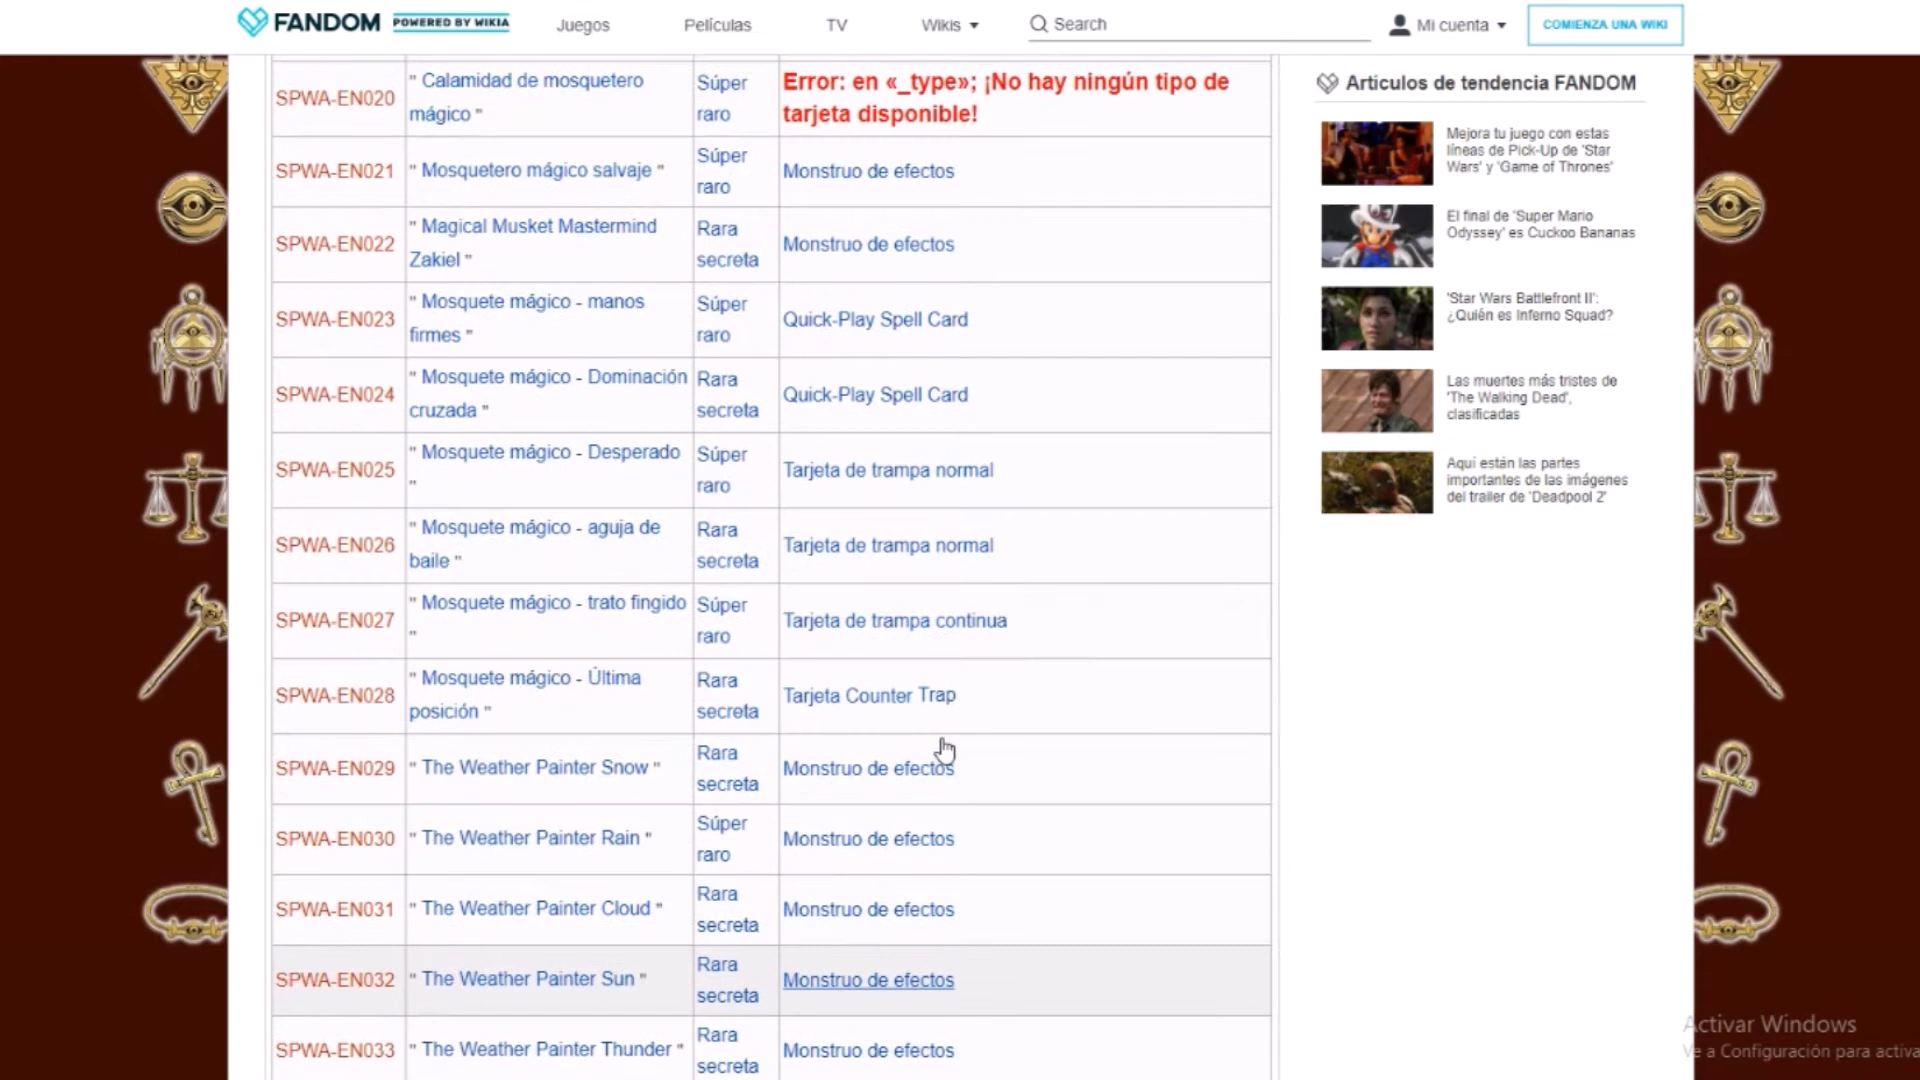 FANDOM POWERED BY WIKIA Juegos Películas TV Wikis Search Mi cuenta COMIENZA UNA WIKI
SPWA-EN020 " Calamidad de mosquetero mágico " Súper raro Error: en «_type»; ¡No hay ningún tipo de tarjeta disponible!
SPWA-EN021 " Mosquetero mágico salvaje " Súper raro Monstruo de efectos
SPWA-EN022 " Magical Musket Mastermind Zakiel " Rara secreta Monstruo de efectos
SPWA-EN023 " Mosquete mágico - manos firmes " Súper raro Quick-Play Spell Card
SPWA-EN024 " Mosquete mágico - Dominación cruzada " Rara secreta Quick-Play Spell Card
SPWA-EN025 " Mosquete mágico - Desperado " Súper raro Tarjeta de trampa normal
SPWA-EN026 " Mosquete mágico - aguja de baile " Rara secreta Tarjeta de trampa normal
SPWA-EN027 " Mosquete mágico - trato fingido " Súper raro Tarjeta de trampa continua
SPWA-EN028 " Mosquete mágico - Última posición " Rara secreta Tarjeta Counter Trap
SPWA-EN029 " The Weather Painter Snow " Rara secreta Monstruo de efectos
SPWA-EN030 " The Weather Painter Rain " Súper raro Monstruo de efectos
SPWA-EN031 " The Weather Painter Cloud " Rara secreta Monstruo de efectos
SPWA-EN032 " The Weather Painter Sun " Rara secreta Monstruo de efectos
SPWA-EN033 " The Weather Painter Thunder " Rara secreta Monstruo de efectos
Artículos de tendencia FANDOM
Mejora tu juego con estas
líneas de Pick-Up de 'Star
Wars' y 'Game of Thrones'
El final de 'Super Mario
Odyssey' es Cuckoo Bananas
'Star Wars Battlefront II':
¿Quién es Inferno Squad?
Las muertes más tristes de
'The Walking Dead',
clasificadas
Aquí están las partes
importantes de las imágenes
del trailer de 'Deadpool 2'
Activar Windows
Ve a Configuración para activa